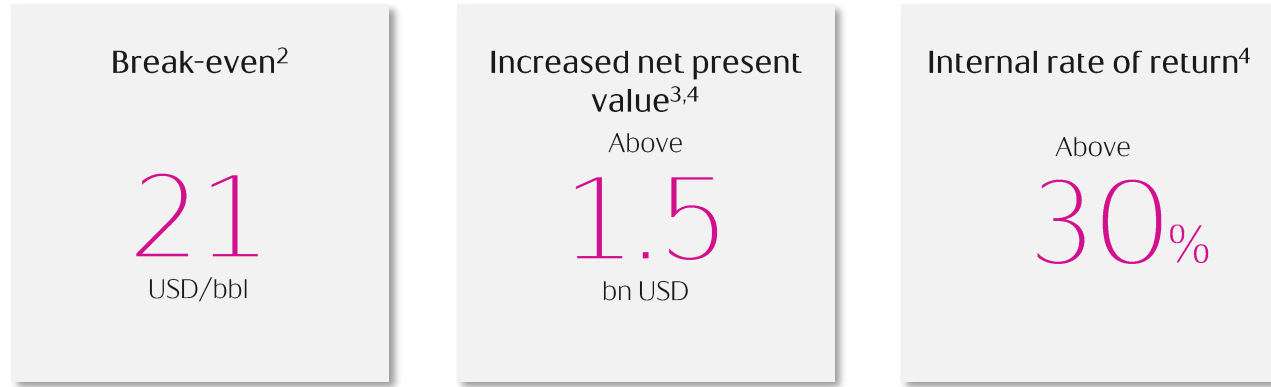 Break-even²
21
USD/bbl
Increased net present
value³,⁴
Above
1.5
bn USD
Internal rate of return⁴
Above
30%